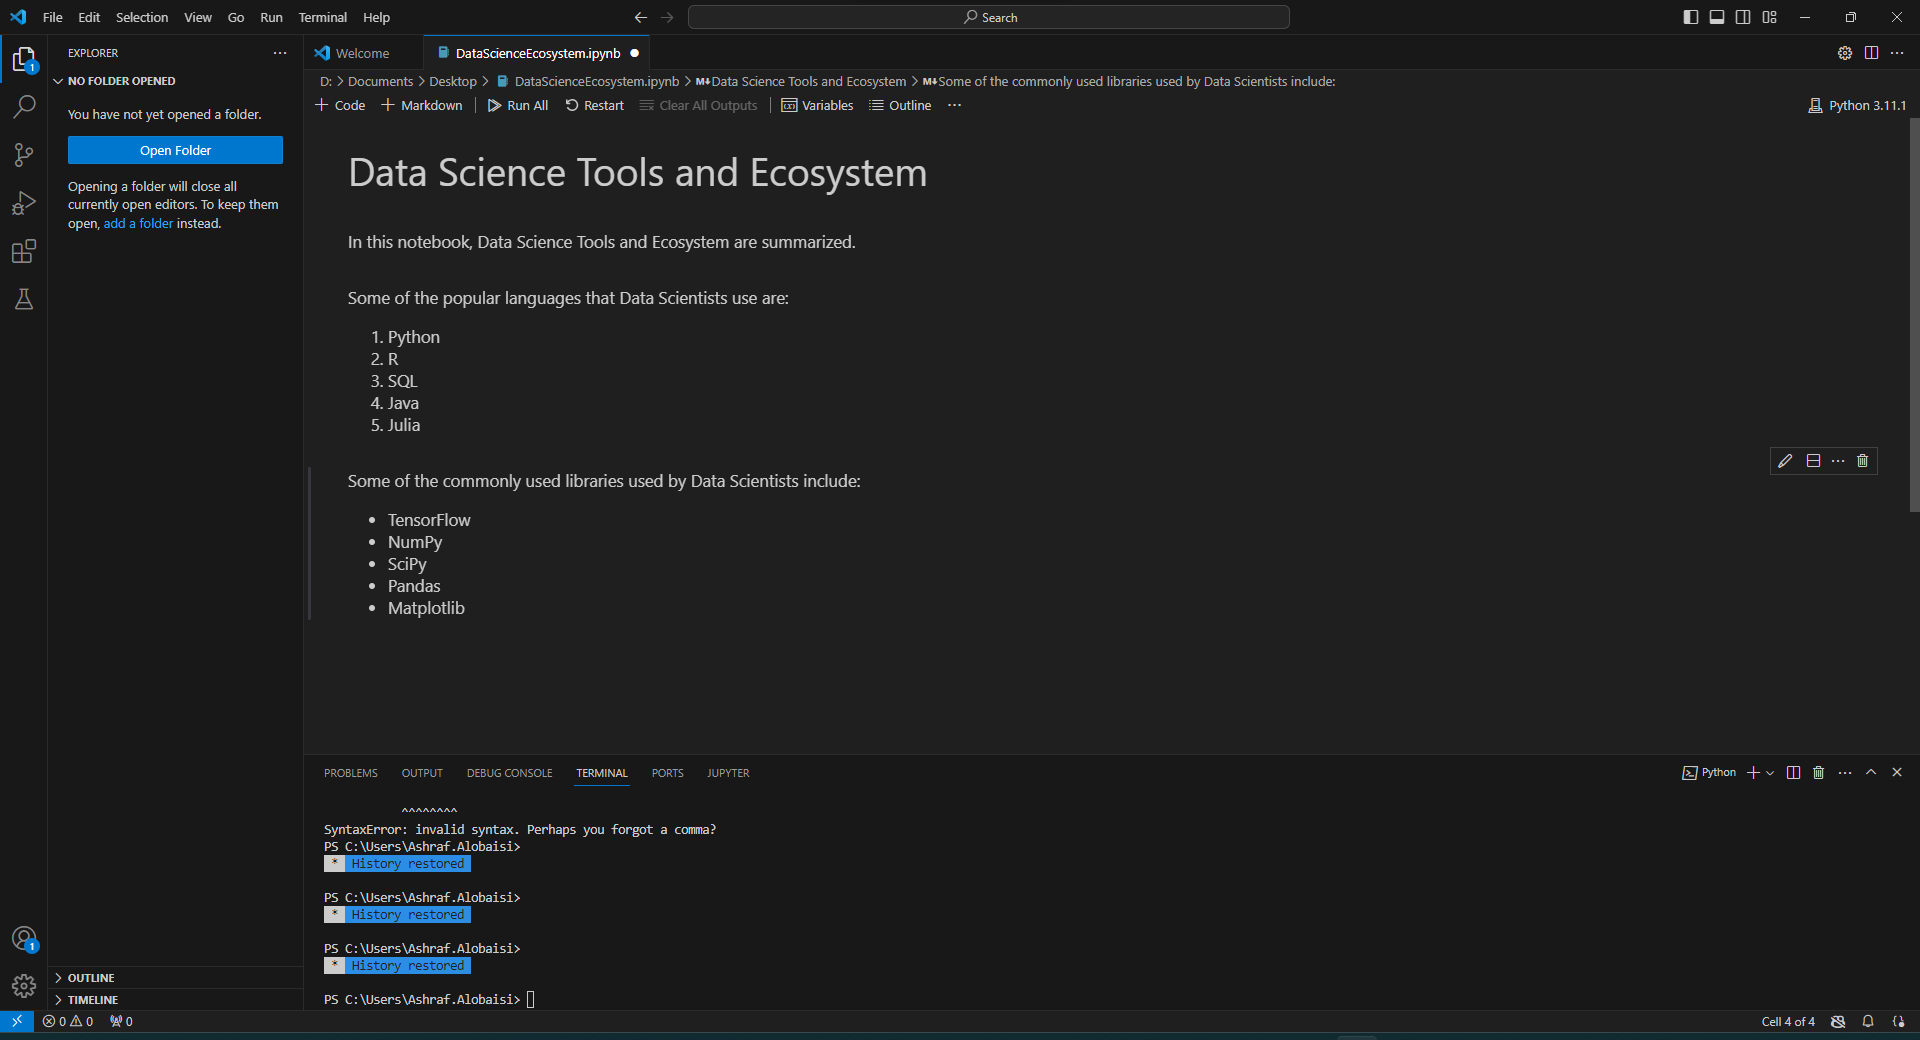 File Edit Selection View Go Run Terminal Help
Search
EXPLORER
NO FOLDER OPENED
You have not yet opened a folder.
Open Folder
Opening a folder will close all
currently open editors. To keep them
open, add a folder instead.
OUTLINE
TIMELINE
1
1
Welcome
DataScienceEcosystem.ipynb
D: > Documents > Desktop > DataScienceEcosystem.ipynb > M↓Data Science Tools and Ecosystem > M↓Some of the commonly used libraries used by Data Scientists include:
Code Markdown Run All Restart Clear All Outputs Variables Outline ···
Python 3.11.1
Data Science Tools and Ecosystem
In this notebook, Data Science Tools and Ecosystem are summarized.
Some of the popular languages that Data Scientists use are:
1. Python
2. R
3. SQL
4. Java
5. Julia
Some of the commonly used libraries used by Data Scientists include:
• TensorFlow
• NumPy
• SciPy
• Pandas
• Matplotlib
PROBLEMS OUTPUT DEBUG CONSOLE TERMINAL PORTS JUPYTER
Python
^^^^^^^^
SyntaxError: invalid syntax. Perhaps you forgot a comma?
PS C:\Users\Ashraf.Alobaisi>
* History restored
PS C:\Users\Ashraf.Alobaisi>
* History restored
PS C:\Users\Ashraf.Alobaisi>
* History restored
PS C:\Users\Ashraf.Alobaisi>
0 0 0
Cell 4 of 4